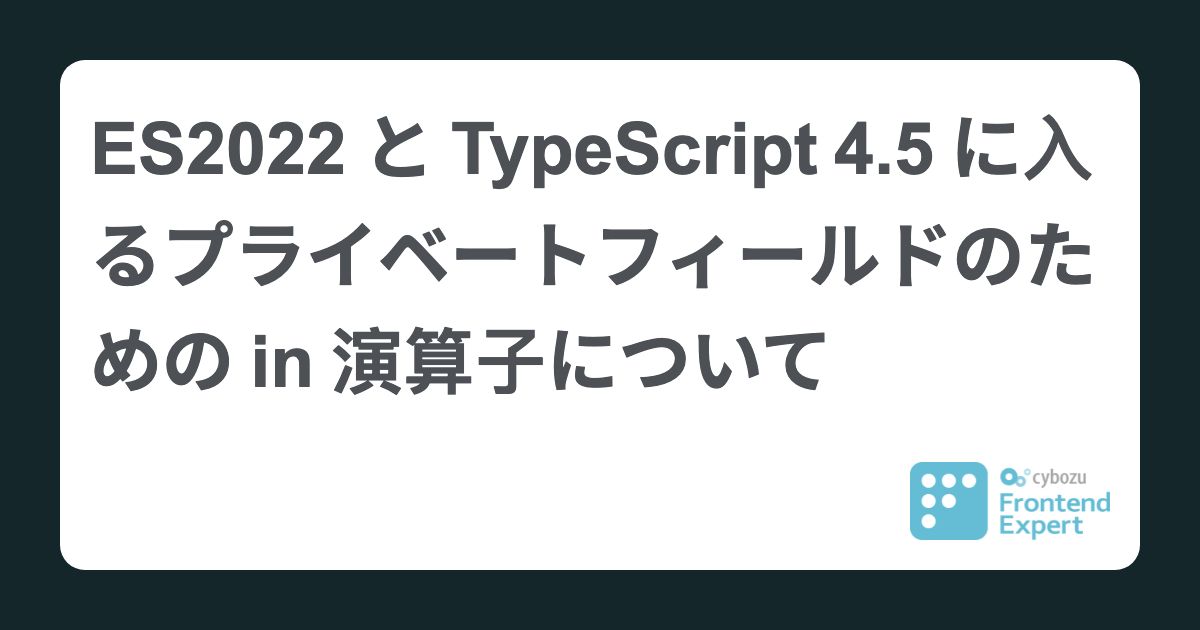 ES2022 と TypeScript 4.5 に入
るプライベートフィールドのた
めの in 演算子について
cybozu
Frontend
Expert